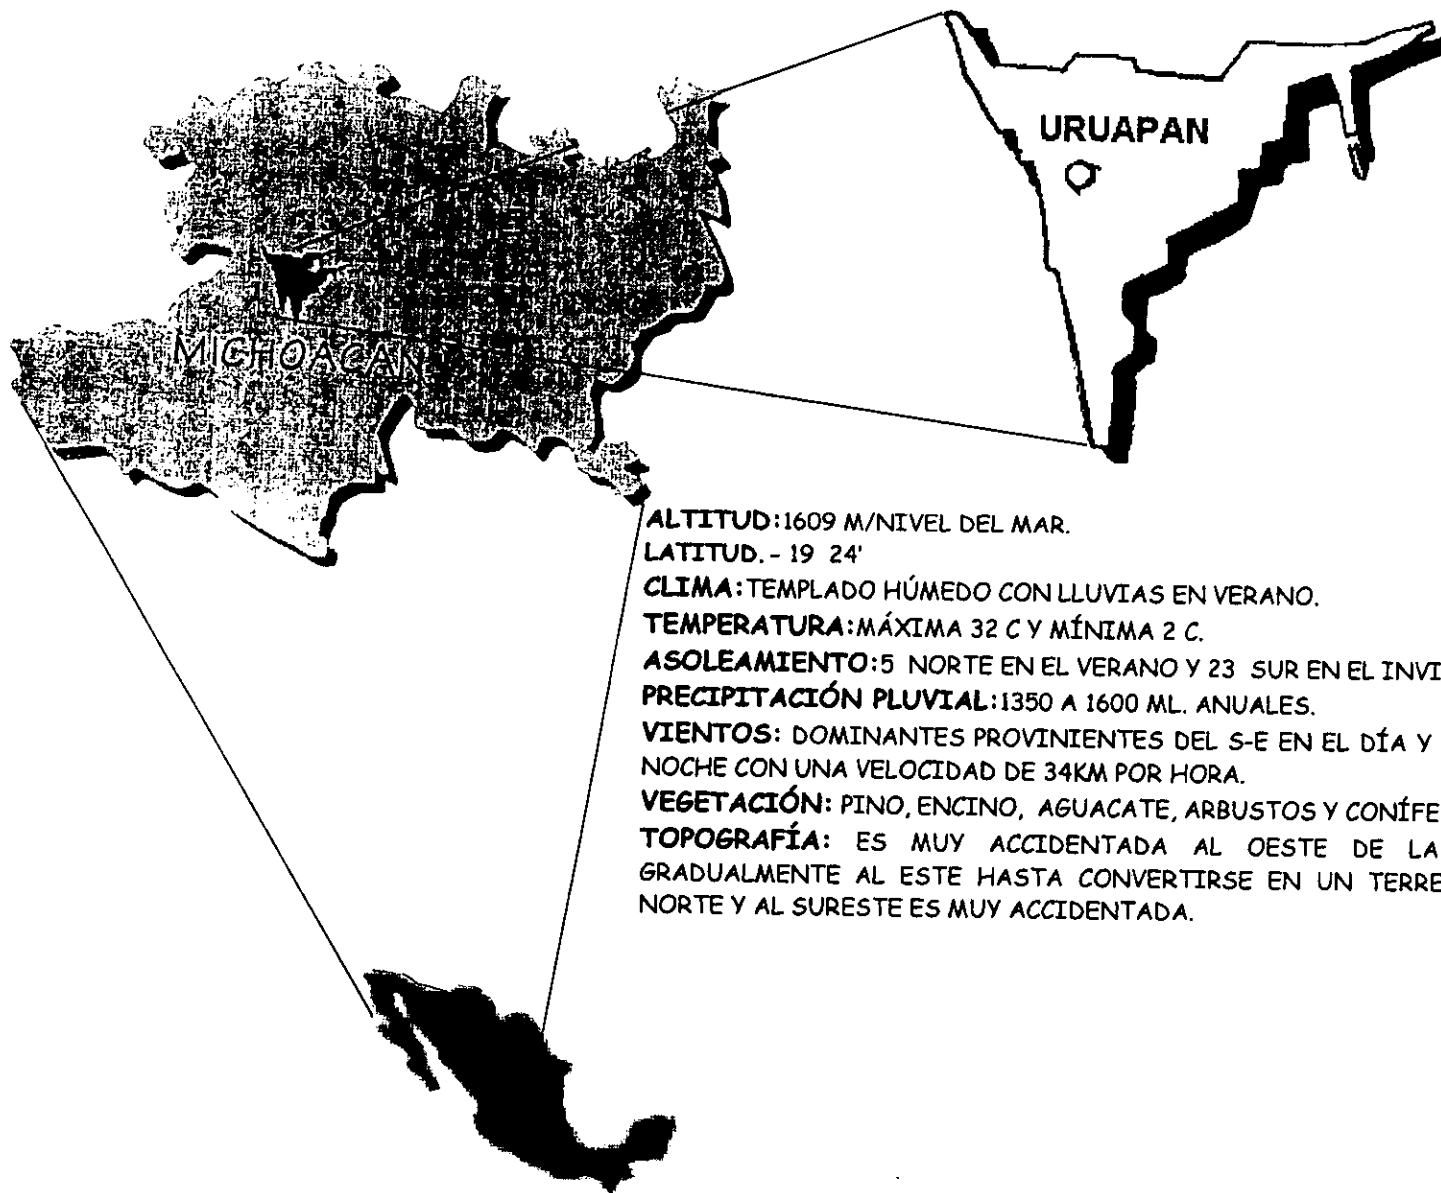 URUAPAN
MICHOACAN
ALTITUD:1609 M/NIVEL DEL MAR.
LATITUD.- 19 24'
CLIMA:TEMPLADO HÚMEDO CON LLUVIAS EN VERANO.
TEMPERATURA:MÁXIMA 32 C Y MÍNIMA 2 C.
ASOLEAMIENTO:5 NORTE EN EL VERANO Y 23 SUR EN EL INVI
PRECIPITACIÓN PLUVIAL:1350 A 1600 ML. ANUALES.
VIENTOS: DOMINANTES PROVINIENTES DEL S-E EN EL DÍA Y
NOCHE CON UNA VELOCIDAD DE 34KM POR HORA.
VEGETACIÓN: PINO, ENCINO, AGUACATE, ARBUSTOS Y CONÍFE
TOPOGRAFÍA: ES MUY ACCIDENTADA AL OESTE DE LA
GRADUALMENTE AL ESTE HASTA CONVERTIRSE EN UN TERRE
NORTE Y AL SURESTE ES MUY ACCIDENTADA.